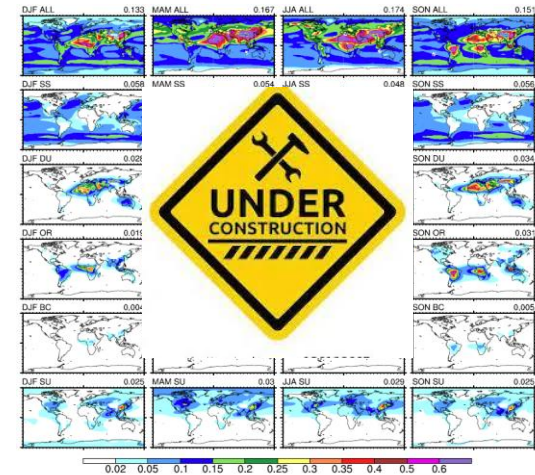 DJF ALL 0.133 MAM ALL 0.167 JJA ALL 0.174 SON ALL 0.151
DJF SS 0.058 MAM SS 0.054 JJA SS 0.048 SON SS 0.056
DJF DU 0.028 SON DU 0.034
UNDER
CONSTRUCTION
DJF OR 0.019 SON OR 0.031
DJF BC 0.004 SON BC 0.005
DJF SU 0.025 MAM SU 0.03 JJA SU 0.029 SON SU 0.025
0.02 0.05 0.1 0.15 0.2 0.25 0.3 0.35 0.4 0.5 0.6